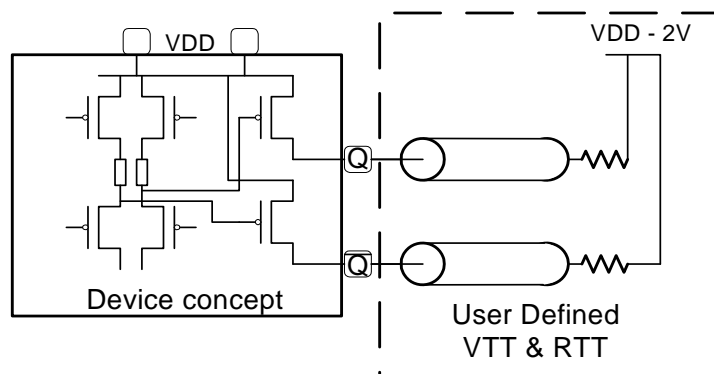 VDD
VDD - 2V
Q
Q̅
Device concept
User Defined
VTT & RTT